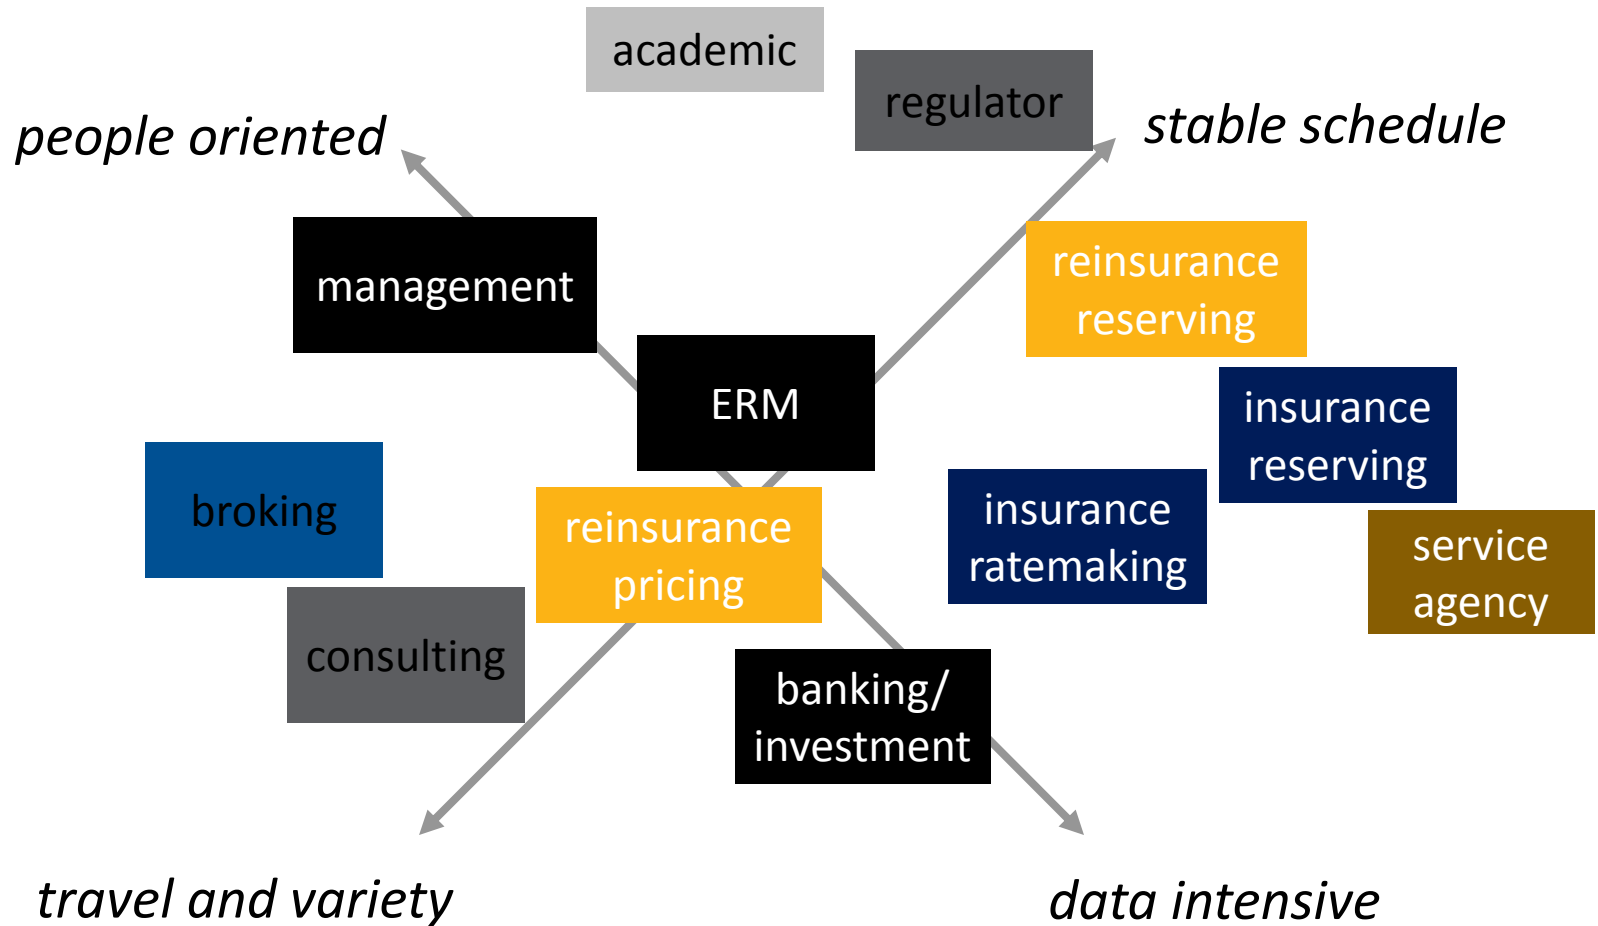 academic
regulator
people oriented
stable schedule
management
reinsurance
reserving
ERM
insurance
reserving
broking
reinsurance
pricing
insurance
ratemaking
service
agency
consulting
banking/
investment
travel and variety
data intensive